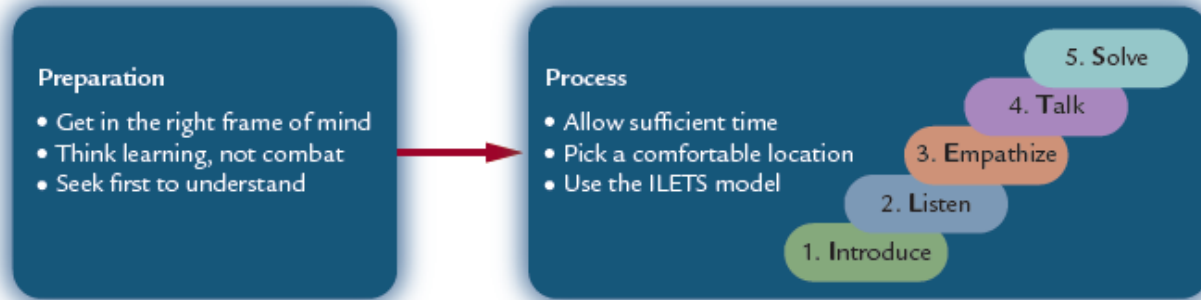 Preparation
• Get in the right frame of mind
• Think learning, not combat
• Seek first to understand
Process
• Allow sufficient time
• Pick a comfortable location
• Use the ILETS model
5. Solve
4. Talk
3. Empathize
2. Listen
1. Introduce